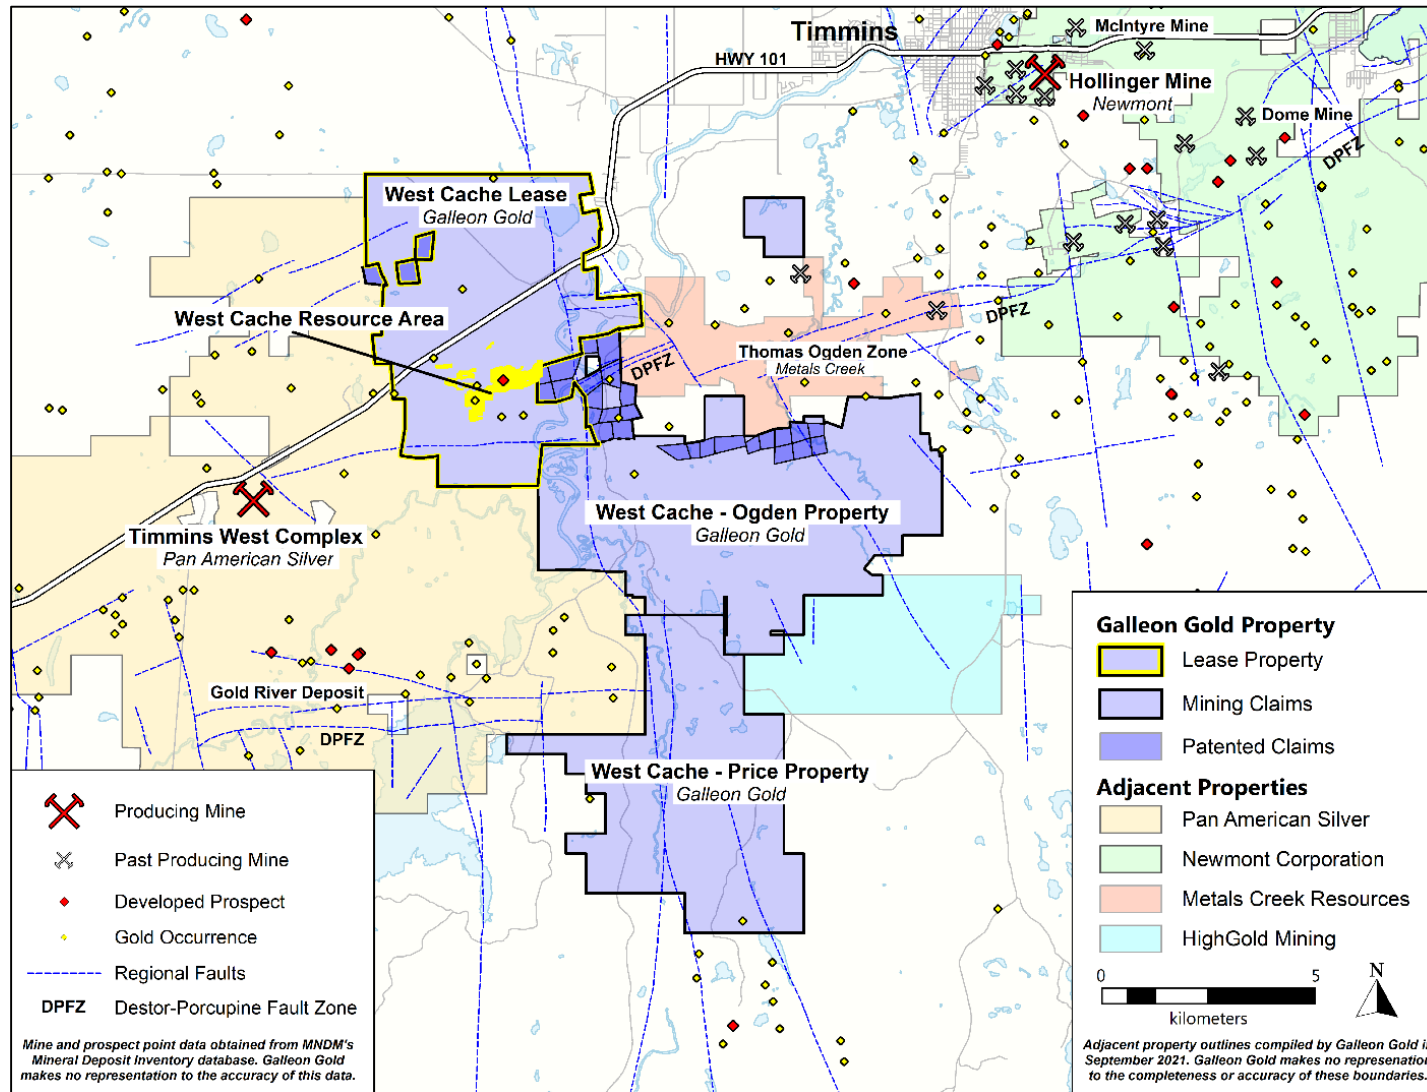 Timmins
McIntyre Mine
HWY 101
Hollinger Mine
Newmont
Dome Mine
DPFZ
West Cache Lease
Galleon Gold
West Cache Resource Area
DPFZ
Thomas Ogden Zone
Metals Creek
DPFZ
West Cache - Ogden Property
Galleon Gold
Timmins West Complex
Pan American Silver
Gold River Deposit
DPFZ
West Cache - Price Property
Galleon Gold
Producing Mine
Past Producing Mine
Developed Prospect
Gold Occurrence
Regional Faults
DPFZ Destor-Porcupine Fault Zone
Mine and prospect point data obtained from MNDM's
Mineral Deposit Inventory database. Galleon Gold
makes no representation to the accuracy of this data.
Galleon Gold Property
Lease Property
Mining Claims
Patented Claims
Adjacent Properties
Pan American Silver
Newmont Corporation
Metals Creek Resources
HighGold Mining
0 5
kilometers
N
Adjacent property outlines compiled by Galleon Gold i
September 2021. Galleon Gold makes no represenation
to the completeness or accuracy of these boundaries.